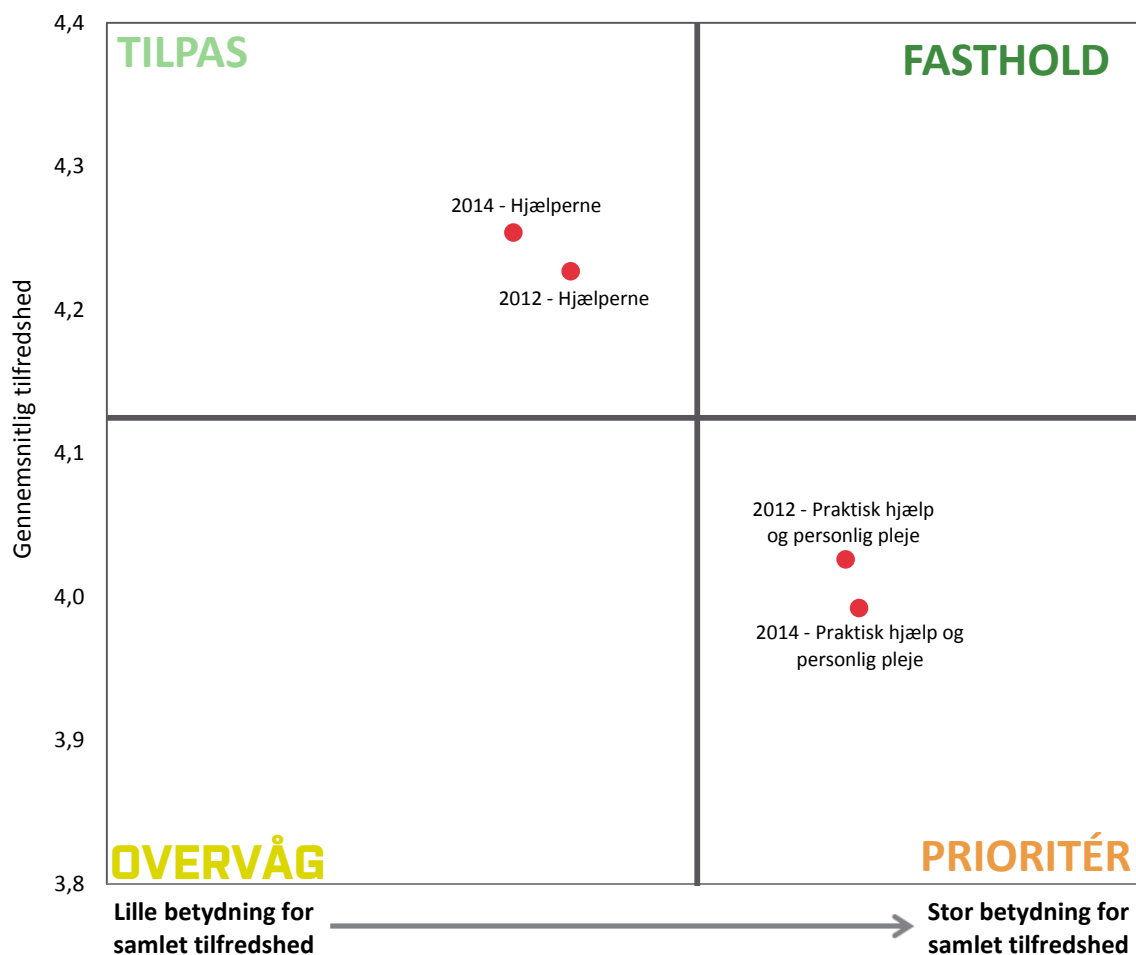 4,4
TILPAS
FASTHOLD
4,3
2014 - Hjælperne
4,2
2012 - Hjælperne
Gennemsnitlig tilfredshed
4,1
2012 - Praktisk hjælp
og personlig pleje
4,0
2014 - Praktisk hjælp og
personlig pleje
3,9
OVERVÅG
PRIORITÉR
3,8
Lille betydning for
samlet tilfredshed
Stor betydning for
samlet tilfredshed